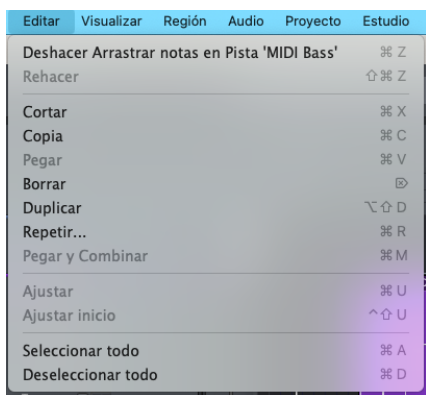 Editar Visualizar Región Audio Proyecto Estudio
Deshacer Arrastrar notas en Pista 'MIDI Bass' ⌘ Z
Rehacer ⇧⌘ Z
Cortar ⌘ X
Copia ⌘ C
Pegar ⌘ V
Borrar ⌦
Duplicar ⌥⇧ D
Repetir... ⌘ R
Pegar y Combinar ⌘ M
Ajustar ⌘ U
Ajustar inicio ^⇧ U
Seleccionar todo ⌘ A
Deseleccionar todo ⌘ D